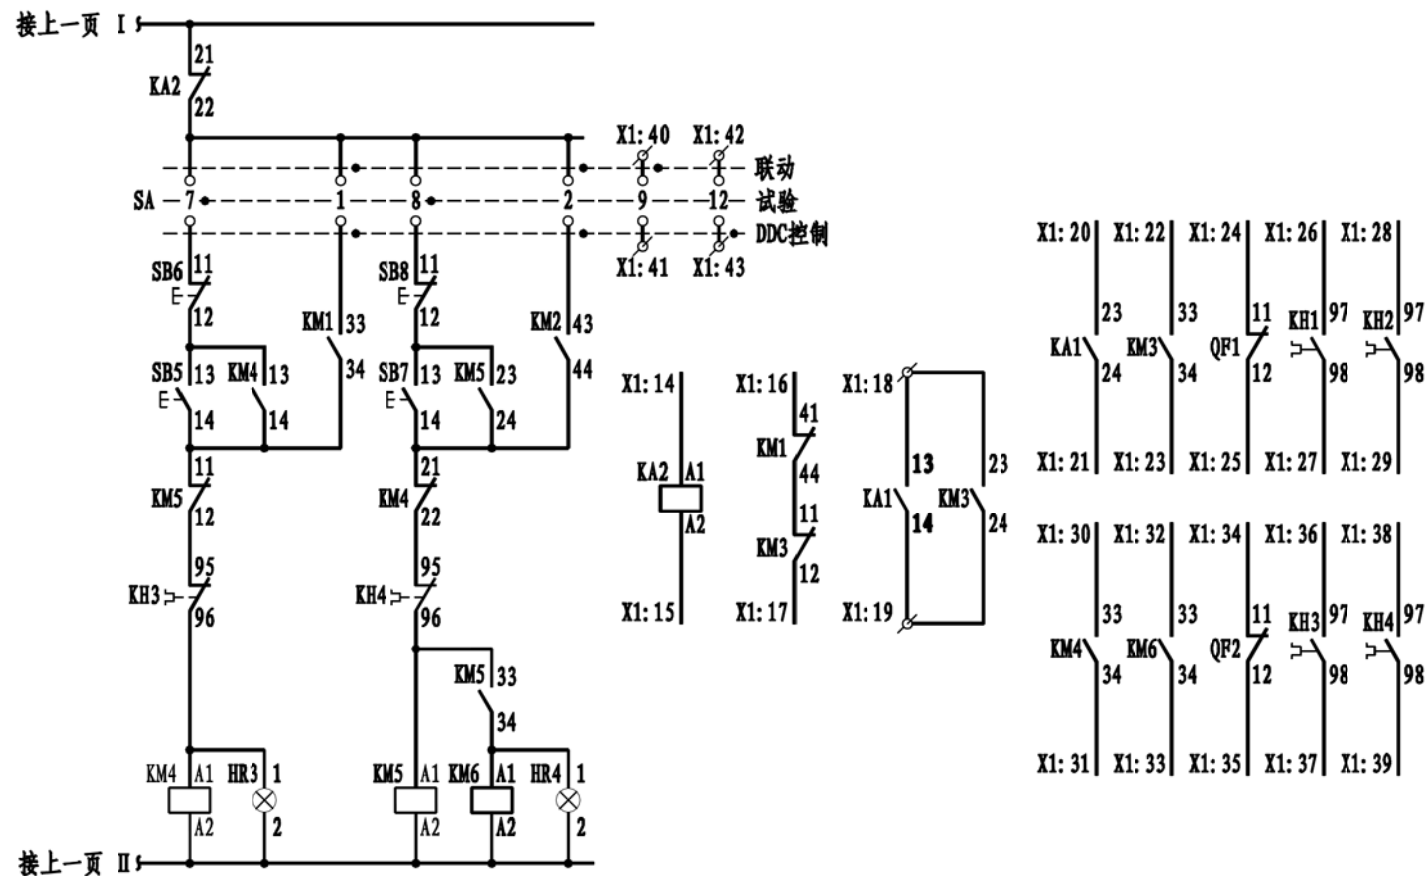 接上一页 I
21
KA2
22
X1:40 X1:42
联动
SA 7 1 8 2 9 12 试验
DDC控制
X1:41 X1:43
SB6 11
12
SB8 11
12
KM1 33
34
KM2 43
44
SB5 13
14
KM4 13
14
SB7 13
14
KM5 23
24
11
KM5
12
21
KM4
22
95
KH3
96
95
KH4
96
KM5 33
34
KM4 A1 HR3 1
A2 2
KM5 A1 KM6 A1 HR4 1
A2 A2 2
接上一页 II
X1:14 X1:16 X1:18
KA2 A1
A2
41
KM1
44
11
KM3
12
13
KA1
14
23
KM3
24
X1:15 X1:17 X1:19
X1:20 X1:22 X1:24 X1:26 X1:28
23 33 11 97 97
KA1 KM3 QF1 KH1 KH2
24 34 12 98 98
X1:21 X1:23 X1:25 X1:27 X1:29
X1:30 X1:32 X1:34 X1:36 X1:38
33 33 11 97 97
KM4 KM6 QF2 KH3 KH4
34 34 12 98 98
X1:31 X1:33 X1:35 X1:37 X1:39